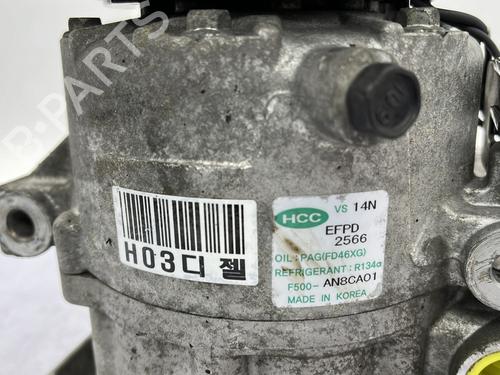 B-PARTS
HCC VS 14N
EFPD
2566
OIL: PAG(FD46XG)
REFRIGERANT : R134a
F500- AN8CA01
MADE IN KOREA
H03디젤